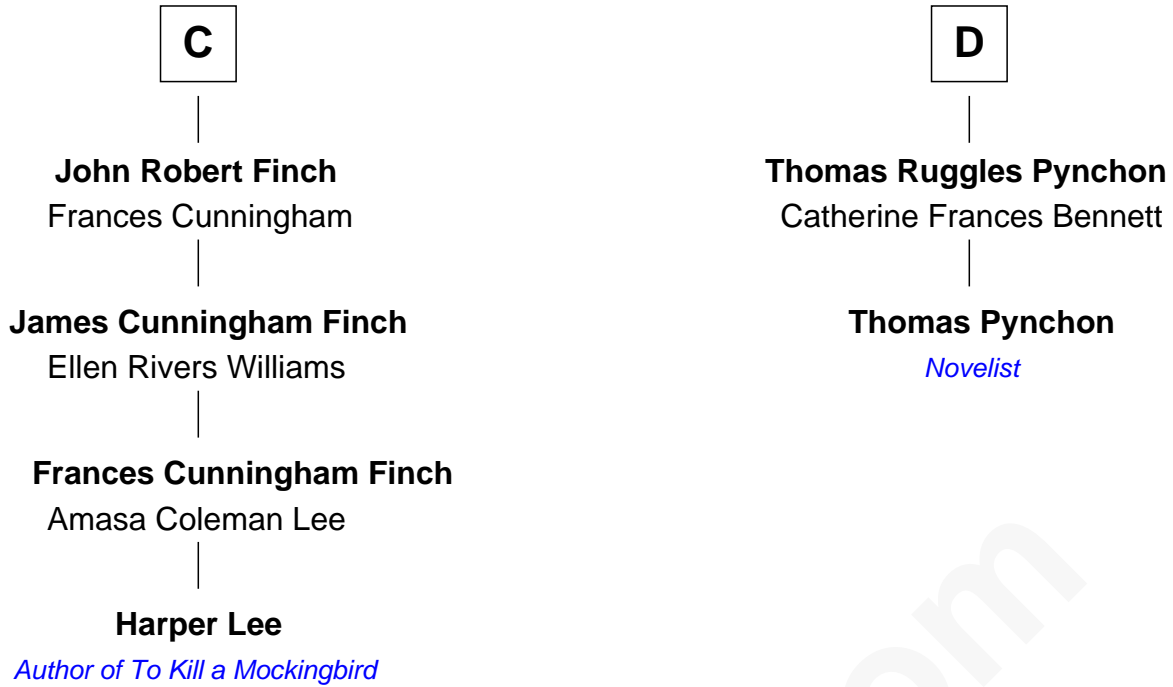 C
John Robert Finch
Frances Cunningham
James Cunningham Finch
Ellen Rivers Williams
Frances Cunningham Finch
Amasa Coleman Lee
Harper Lee
Author of To Kill a Mockingbird
D
Thomas Ruggles Pynchon
Catherine Frances Bennett
Thomas Pynchon
Novelist
om